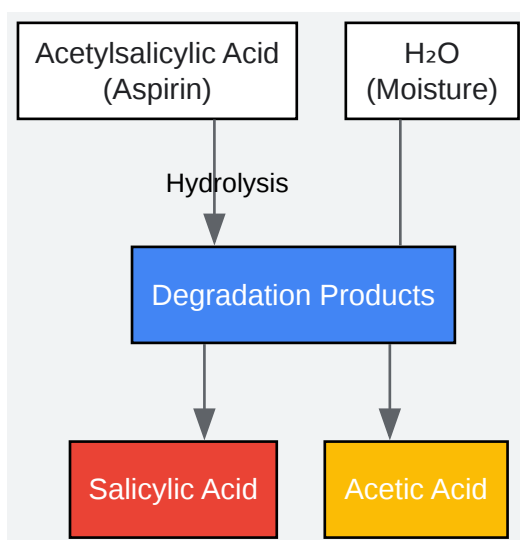 Acetylsalicylic Acid
(Aspirin)
H₂O
(Moisture)
Hydrolysis
Degradation Products
Salicylic Acid
Acetic Acid